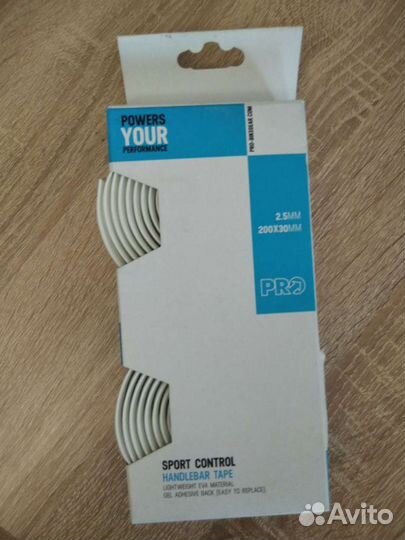 POWERS
YOUR
PERFORMANCE
PRO-BIKEGEAR.COM
2.5MM
200X30MM
PRO
SPORT CONTROL
HANDLEBAR TAPE
LIGHTWEIGHT EVA MATERIAL
GEL ADHESIVE BACK (EASY TO REPLACE)
Avito